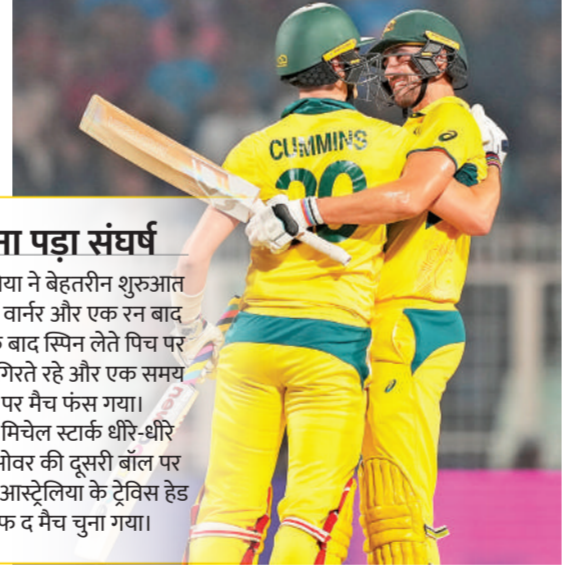 CUMMINS
30
ना पड़ा संघर्ष
या ने बेहतरीन शुरुआत
वार्नर और एक रन बाद
बाद स्पिन लेते पिच पर
गिरते रहे और एक समय
पर मैच फंस गया।
मिचेल स्टार्क धीरे-धीरे
ओवर की दूसरी बॉल पर
आस्ट्रेलिया के ट्रेविस हेड
फ द मैच चुना गया।